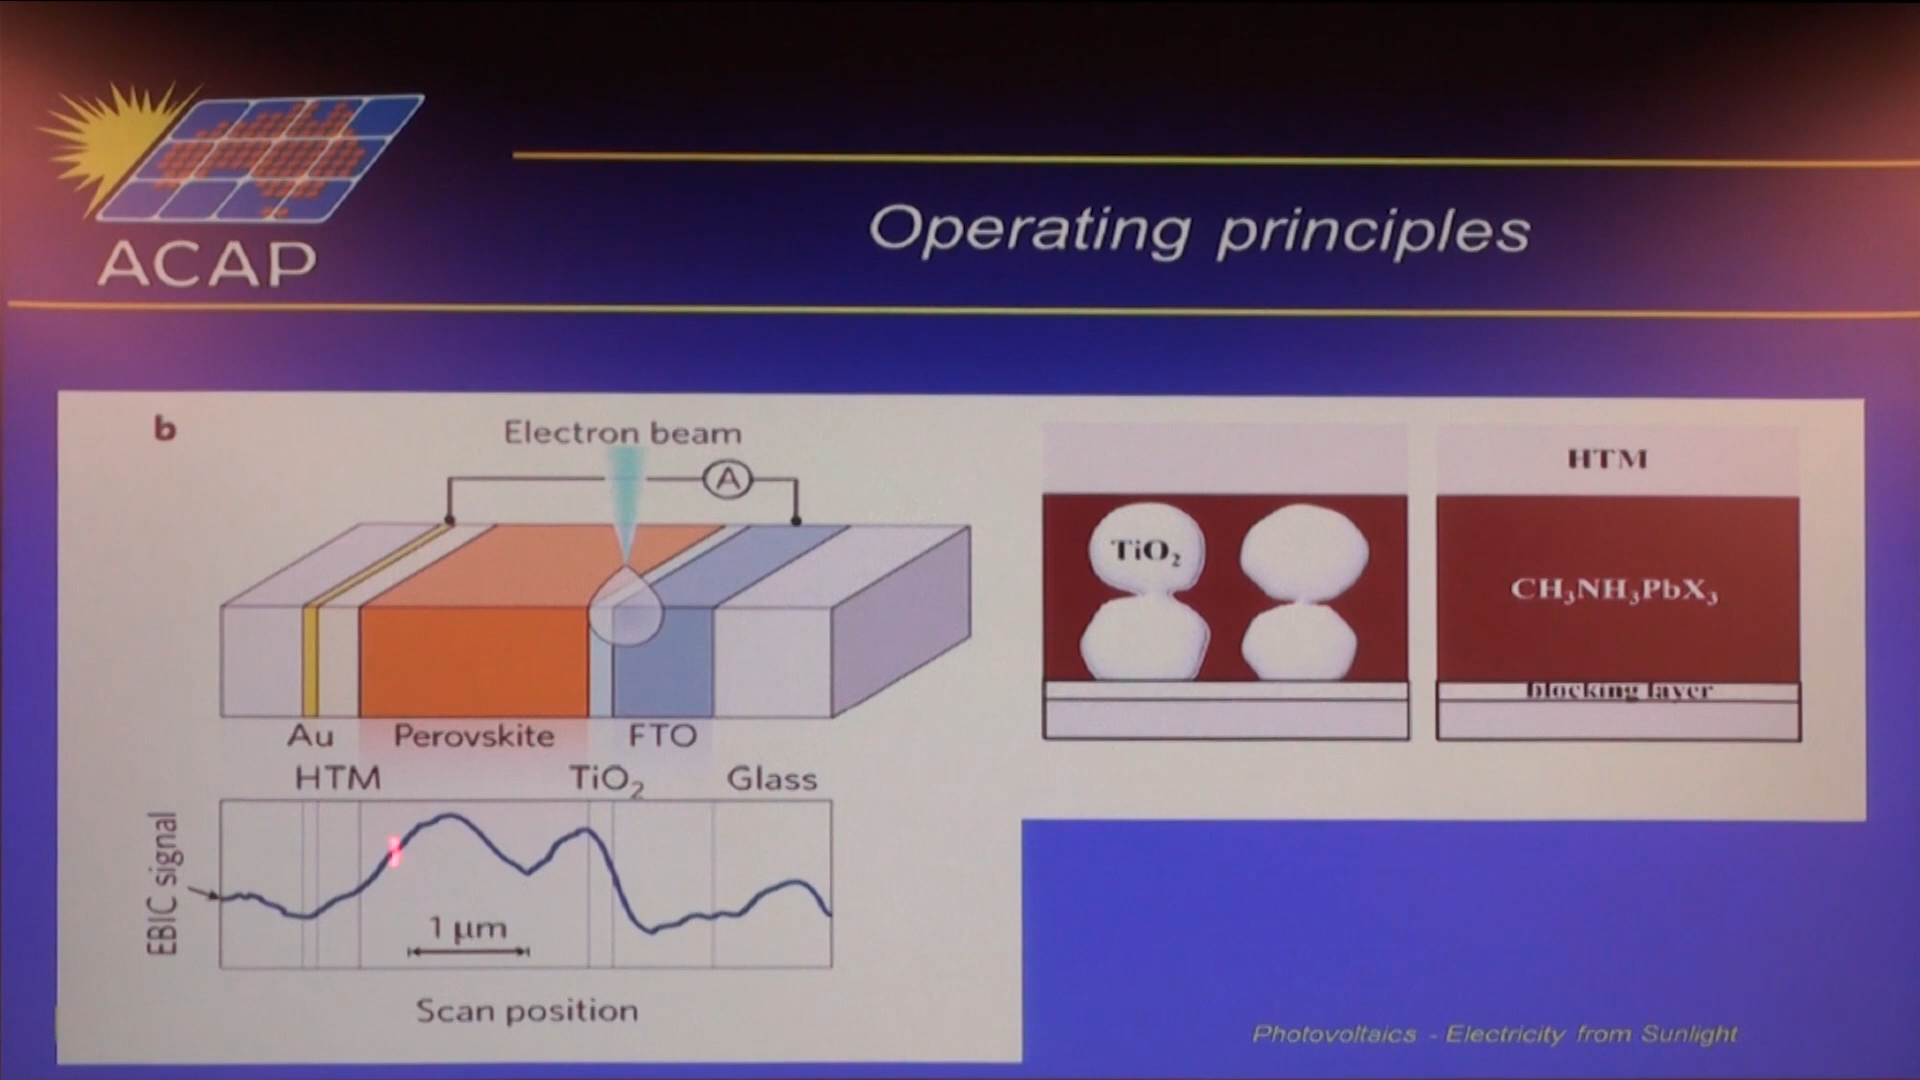 ACAP
Operating principles
b
Electron beam
A
Au
Perovskite
FTO
HTM
TiO₂
Glass
EBIC signal
1 μm
Scan position
TiO₂
HTM
CH₃NH₃PbX₃
blocking layer
Photovoltaics - Electricity from Sunlight